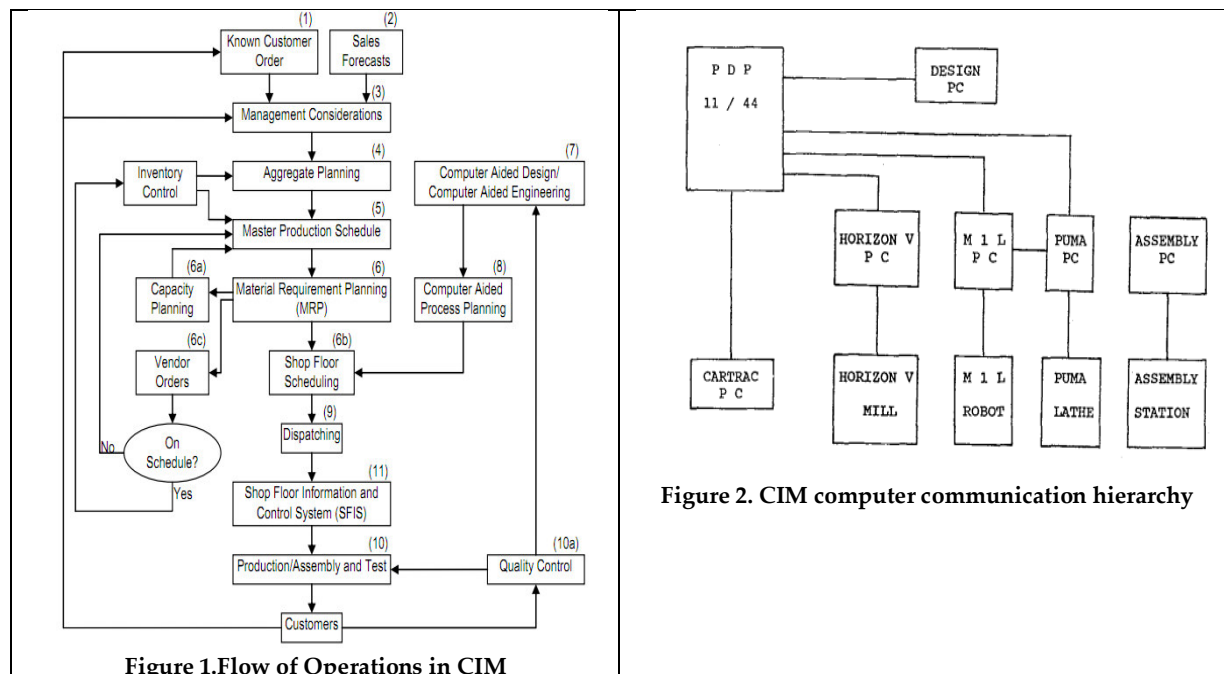 (1)
Known Customer
Order
(2)
Sales
Forecasts
(3)
Management Considerations
(4)
Aggregate Planning
Inventory
Control
(7)
Computer Aided Design/
Computer Aided Engineering
(5)
Master Production Schedule
(6a)
Capacity
Planning
(6)
Material Requirement Planning
(MRP)
(8)
Computer Aided
Process Planning
(6c)
Vendor
Orders
(6b)
Shop Floor
Scheduling
(9)
Dispatching
No
On
Schedule?
Yes
(11)
Shop Floor Information and
Control System (SFIS)
(10)
Production/Assembly and Test
(10a)
Quality Control
Customers
Figure 1.Flow of Operations in CIM
P D P
11 / 44
DESIGN
PC
HORIZON V
P C
M 1 L
P C
PUMA
PC
ASSEMBLY
PC
CARTRAC
P C
HORIZON V
MILL
M 1 L
ROBOT
PUMA
LATHE
ASSEMBLY
STATION
Figure 2. CIM computer communication hierarchy